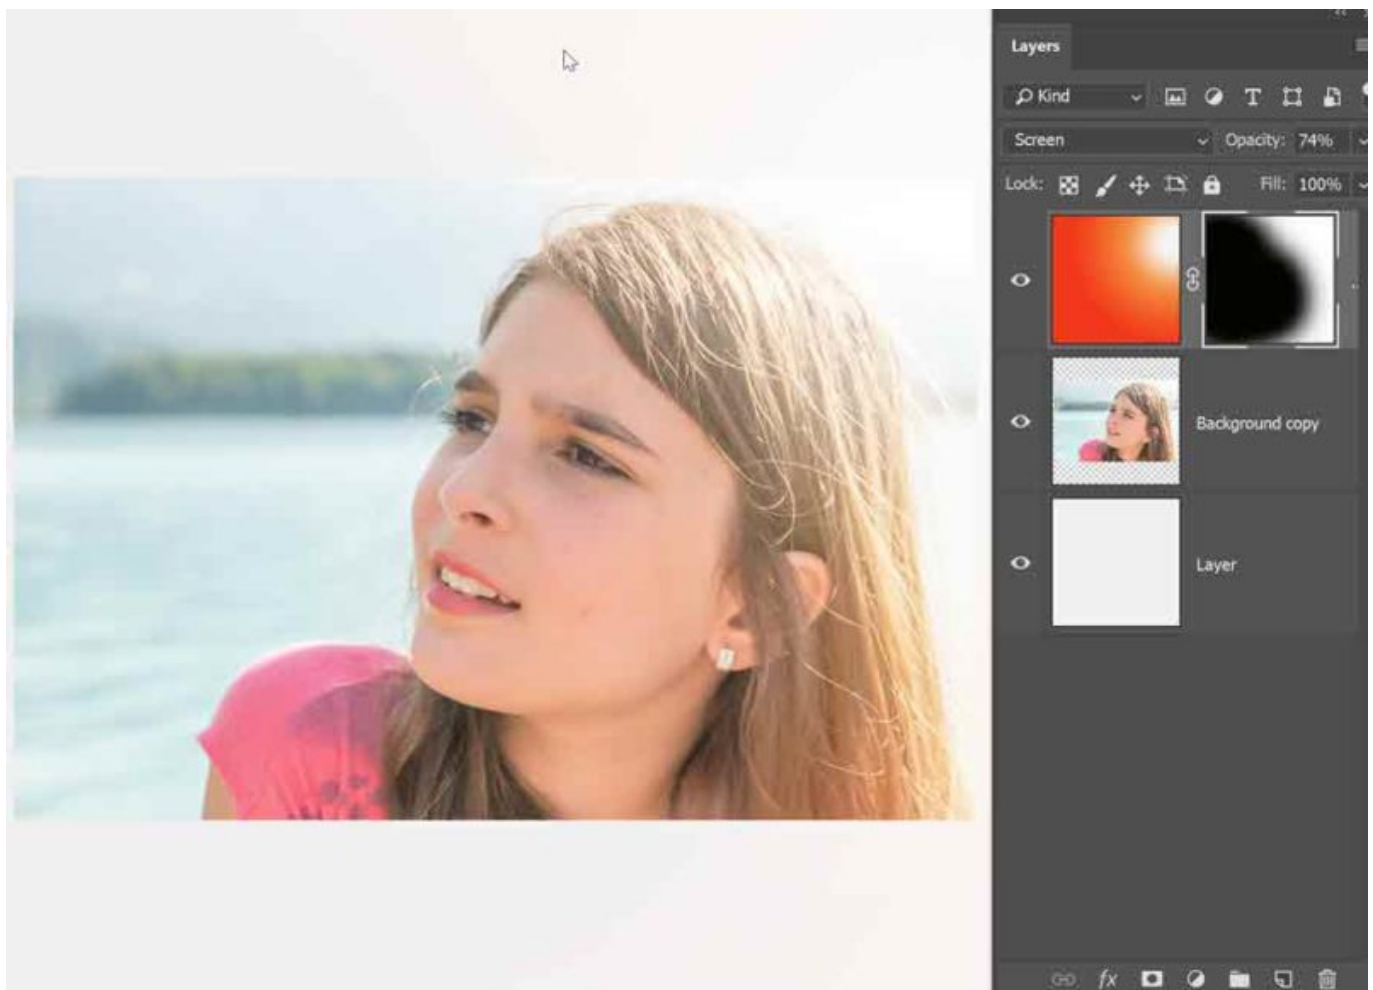 Layers
Kind
Screen Opacity: 74%
Lock: Fill: 100%
Background copy
Layer
fx